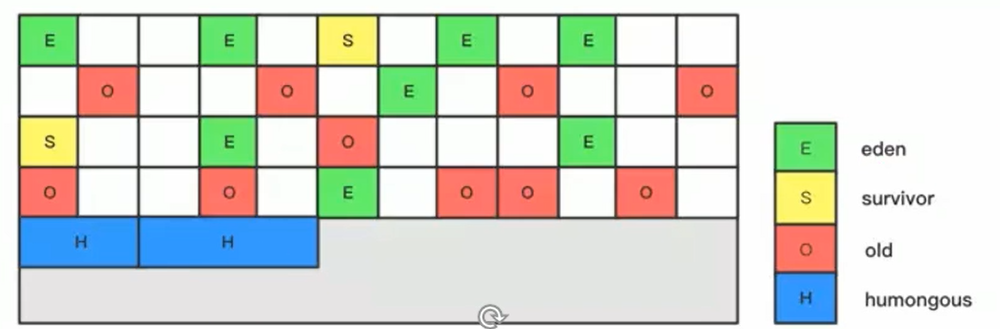 E E S E E
O O E O O
S E O E
O O E O O O
H H
E eden
S survivor
O old
H humongous